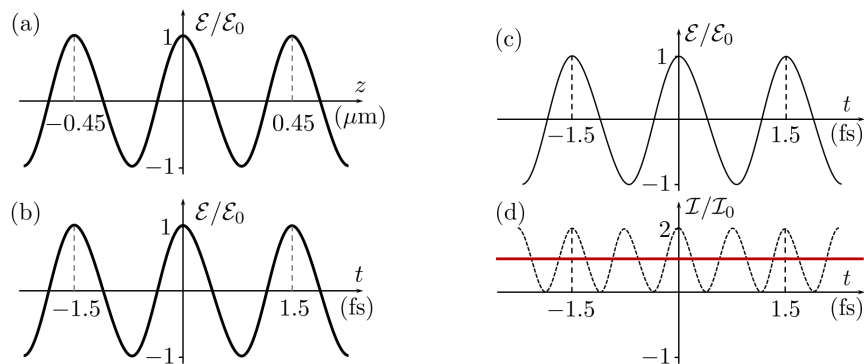 (a)
ℰ/ℰ₀
1
z
−0.45
0.45
(μm)
−1
(b)
ℰ/ℰ₀
1
t
−1.5
1.5
(fs)
−1
(c)
ℰ/ℰ₀
1
t
−1.5
1.5
(fs)
−1
(d)
ℐ/ℐ₀
2
t
−1.5
1.5
(fs)
−1